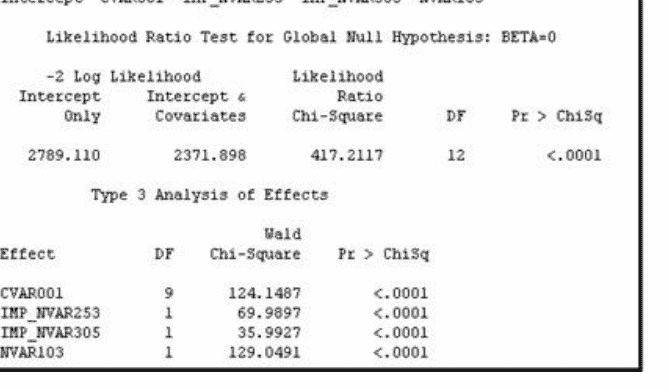 Likelihood Ratio Test for Global Null Hypothesis: BETA=0
-2 Log Likelihood Likelihood
Intercept Intercept & Ratio
Only Covariates Chi-Square DF Pr > ChiSq
2789.110 2371.898 417.2117 12 <.0001
Type 3 Analysis of Effects
Wald
Effect DF Chi-Square Pr > ChiSq
CVAR001 9 124.1487 <.0001
IMP_NVAR253 1 69.9897 <.0001
IMP_NVAR305 1 35.9927 <.0001
NVAR103 1 129.0491 <.0001